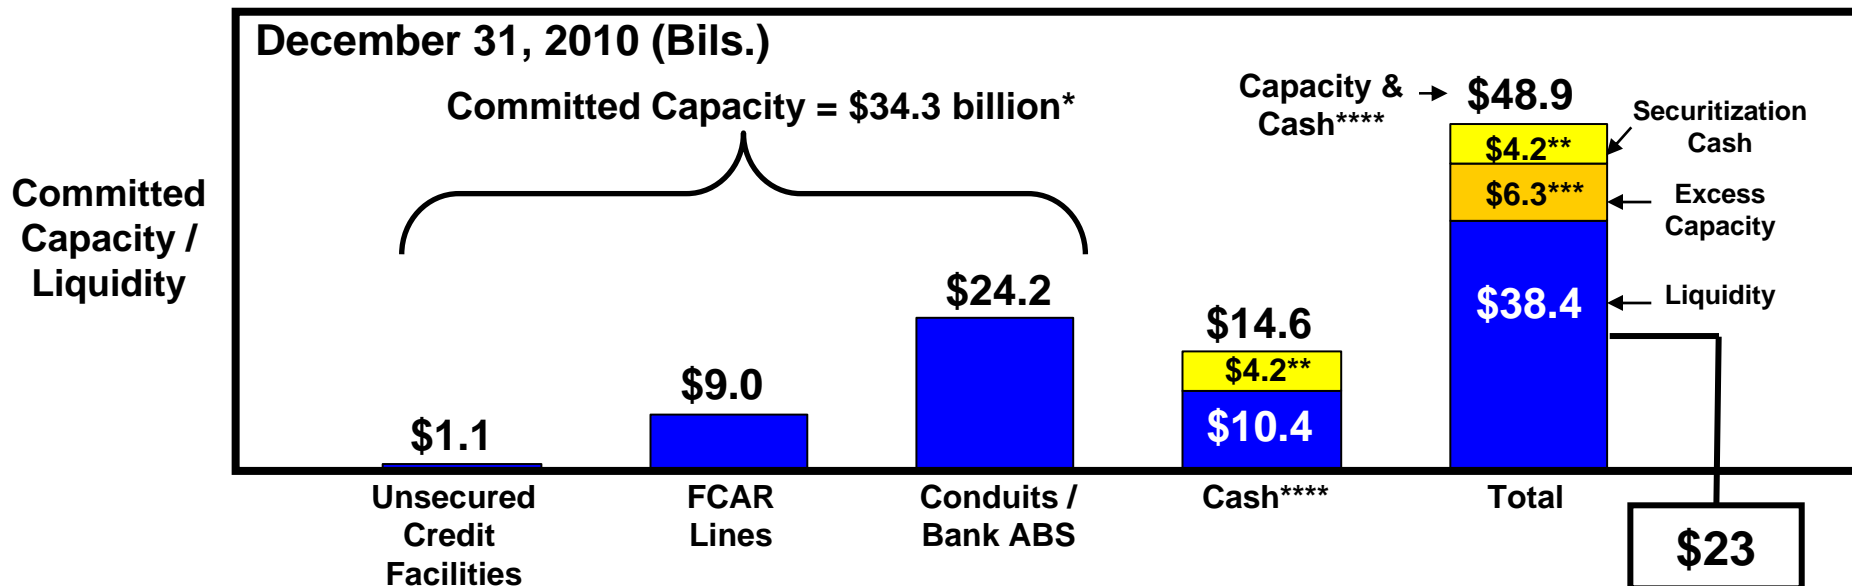 December 31, 2010 (Bils.)
Committed Capacity = $34.3 billion*
Capacity &
Cash****
$48.9
Securitization
Cash
$4.2**
$6.3***
Excess
Capacity
Committed
Capacity /
Liquidity
$38.4
Liquidity
$1.1
$9.0
$24.2
$14.6
$4.2**
$10.4
Unsecured
Credit
Facilities
FCAR
Lines
Conduits /
Bank ABS
Cash****
Total
$23